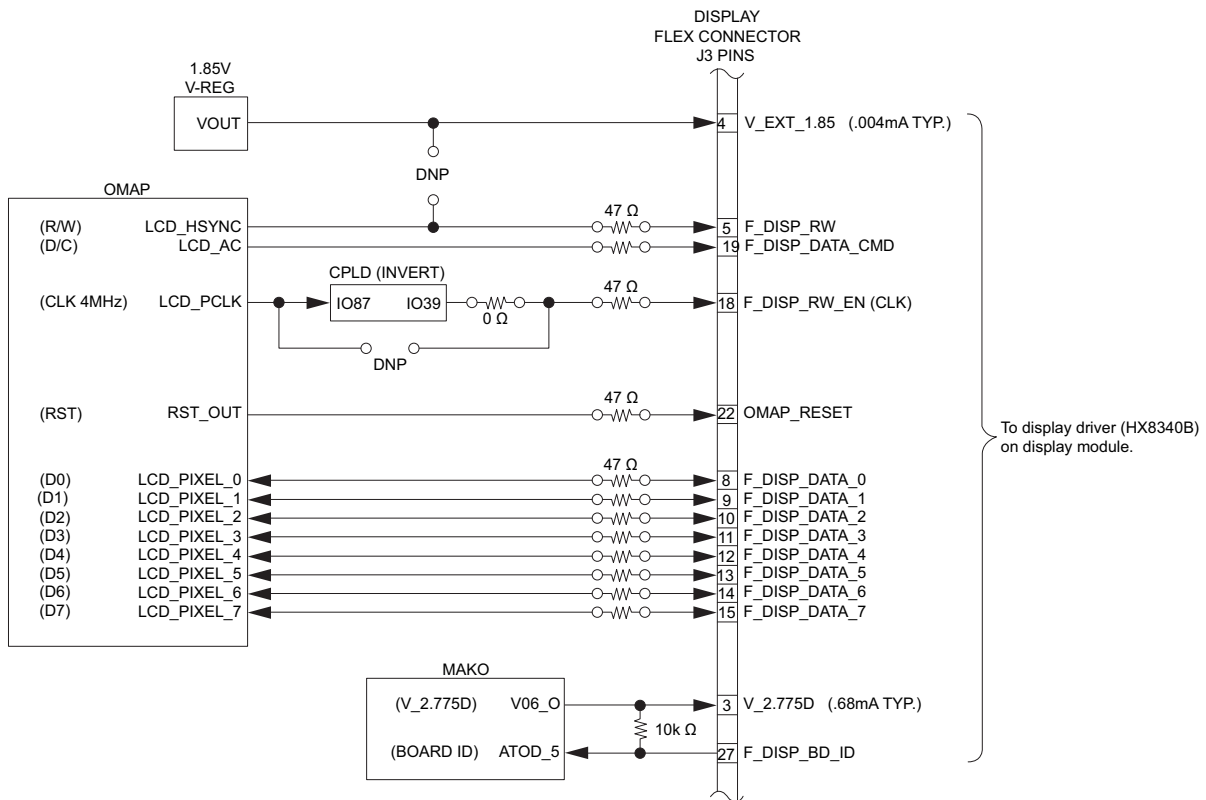 DISPLAY
FLEX CONNECTOR
J3 PINS
1.85V
V-REG
VOUT
4 V_EXT_1.85 (.004mA TYP.)
DNP
OMAP
47 Ω
(R/W) LCD_HSYNC 5 F_DISP_RW
(D/C) LCD_AC 19 F_DISP_DATA_CMD
CPLD (INVERT)
47 Ω
(CLK 4MHz) LCD_PCLK IO87 IO39 18 F_DISP_RW_EN (CLK)
0 Ω
DNP
47 Ω
(RST) RST_OUT 22 OMAP_RESET
To display driver (HX8340B)
on display module.
47 Ω
(D0) LCD_PIXEL_0 8 F_DISP_DATA_0
(D1) LCD_PIXEL_1 9 F_DISP_DATA_1
(D2) LCD_PIXEL_2 10 F_DISP_DATA_2
(D3) LCD_PIXEL_3 11 F_DISP_DATA_3
(D4) LCD_PIXEL_4 12 F_DISP_DATA_4
(D5) LCD_PIXEL_5 13 F_DISP_DATA_5
(D6) LCD_PIXEL_6 14 F_DISP_DATA_6
(D7) LCD_PIXEL_7 15 F_DISP_DATA_7
MAKO
(V_2.775D) V06_O 3 V_2.775D (.68mA TYP.)
10k Ω
(BOARD ID) ATOD_5 27 F_DISP_BD_ID